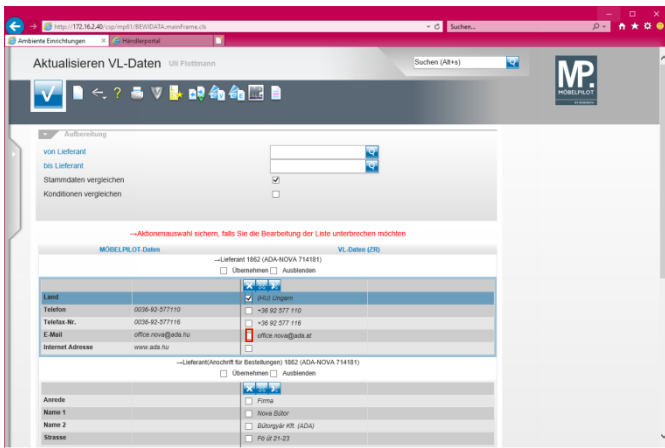 http://172.16.2.40/csp/mp61/BEWIDATA.mainFrame.cls
Suchen...
Ambiente Einrichtungen
Händlerportal
Aktualisieren VL-Daten Uli Flottmann
Suchen (Alt+s)
MP.
MÖBELPILOT
Aufbereitung
von Lieferant
bis Lieferant
Stammdaten vergleichen
Konditionen vergleichen
→Aktionenauswahl sichern, falls Sie die Bearbeitung der Liste unterbrechen möchten
MÖBELPILOT-Daten VL-Daten (ZR)
→Lieferant 1862 (ADA-NOVA 714181)
Übernehmen Ausblenden
Land (HU) Ungarn
Telefon 0036-92-577110 +36 92 577 110
Telefax-Nr. 0036-92-577116 +36 92 577 116
E-Mail office.nova@ada.hu office.nova@ada.at
Internet Adresse www.ada.hu
→Lieferant(Anschrift für Bestellungen) 1862 (ADA-NOVA 714181)
Übernehmen Ausblenden
Anrede Firma
Name 1 Nova Bútor
Name 2 Bútorgyár Kft. (ADA)
Strasse Fö út 21-23